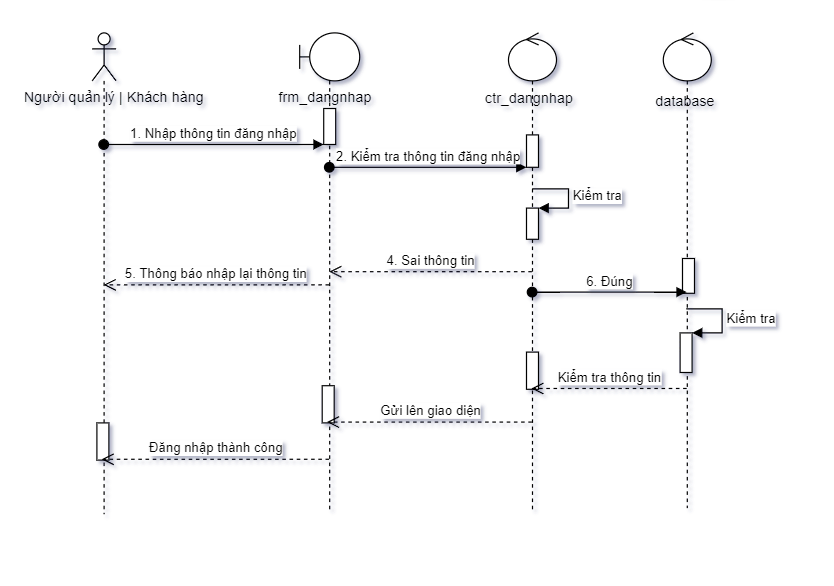 Người quản lý | Khách hàng
frm_dangnhap
ctr_dangnhap
database
1. Nhập thông tin đăng nhập
2. Kiểm tra thông tin đăng nhập
Kiểm tra
4. Sai thông tin
5. Thông báo nhập lại thông tin
6. Đúng
Kiểm tra
Kiểm tra thông tin
Gửi lên giao diện
Đăng nhập thành công